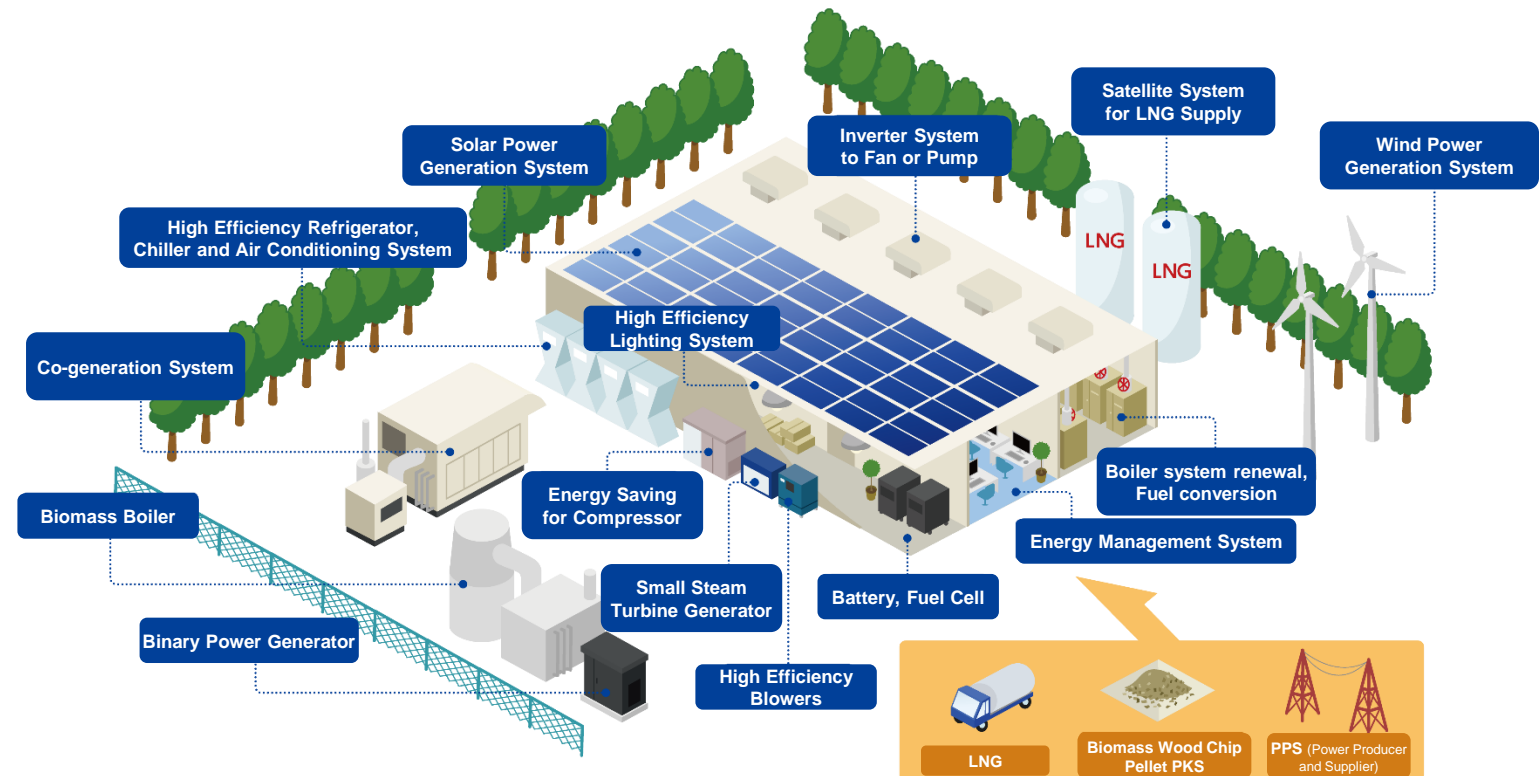 Satellite System
for LNG Supply
Solar Power
Generation System
Inverter System
to Fan or Pump
Wind Power
Generation System
High Efficiency Refrigerator,
Chiller and Air Conditioning System
LNG
LNG
High Efficiency
Lighting System
Co-generation System
Boiler system renewal,
Fuel conversion
Energy Saving
for Compressor
Biomass Boiler
Energy Management System
Small Steam
Turbine Generator
Battery, Fuel Cell
Binary Power Generator
High Efficiency
Blowers
LNG
Biomass Wood Chip
Pellet PKS
PPS (Power Producer
and Supplier)